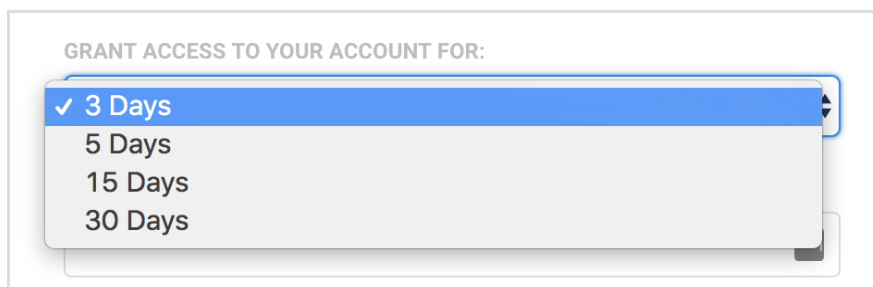 GRANT ACCESS TO YOUR ACCOUNT FOR:
✓ 3 Days
5 Days
15 Days
30 Days